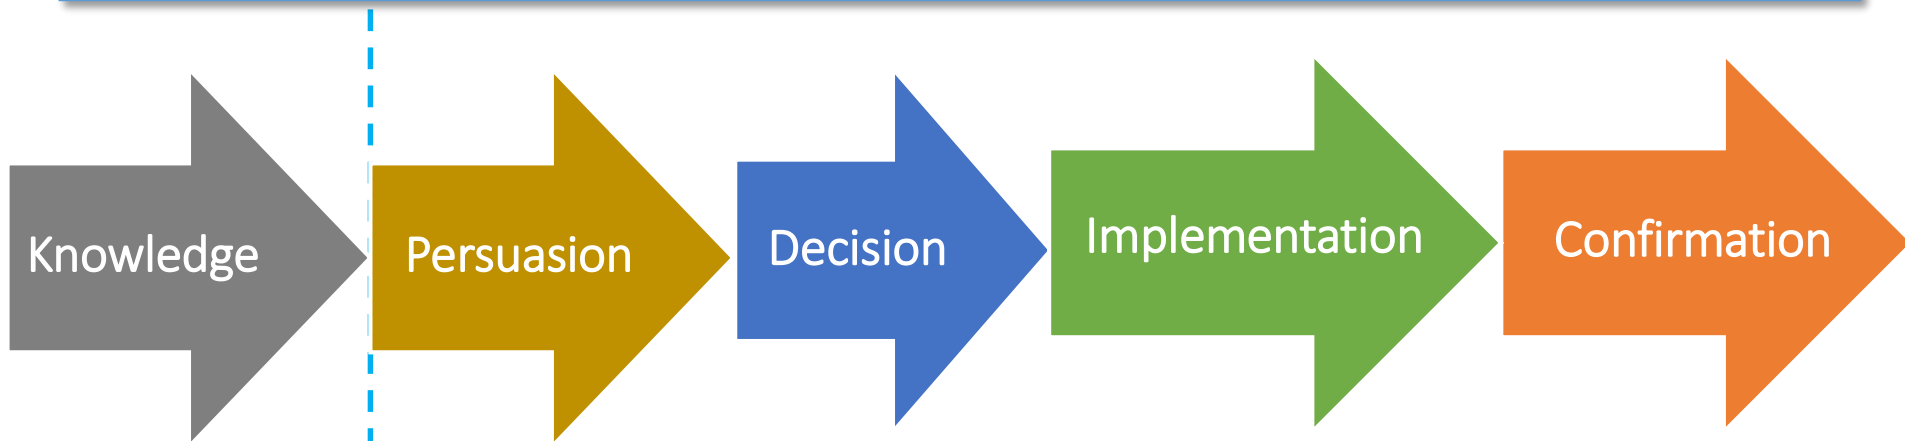 Knowledge
Persuasion
Decision
Implementation
Confirmation